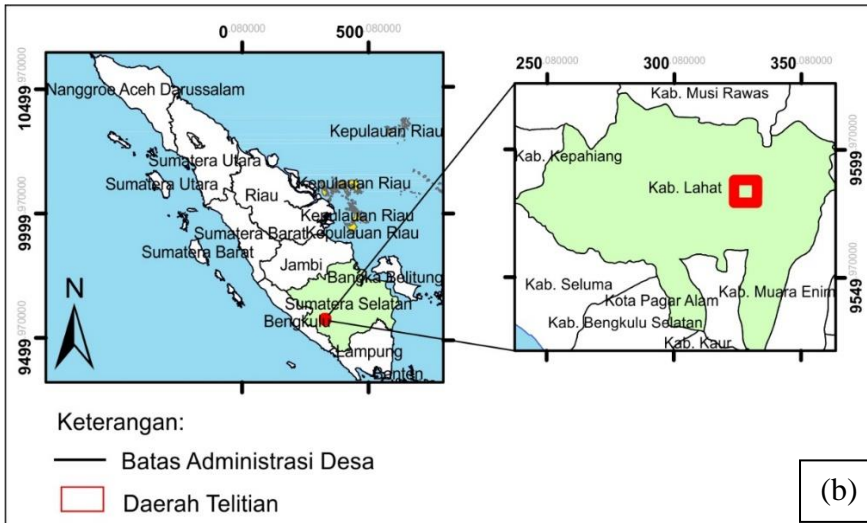 0 080000
500 080000
10499 970000
9999 970000
9499 970000
Nanggroe Aceh Darussalam
Kepulauan Riau
Sumatera Utara
Sumatera Utara
Riau
Kepulauan Riau
Kepulauan Riau
Sumatera Barat
Kepulauan Riau
Sumatera Barat
Jambi
Bangka Belitung
Sumatera Selatan
Bengkulu
Lampung
Banten
N
250 080000
300 080000
350 080000
9599 970000
9549 970000
Kab. Musi Rawas
Kab. Kepahiang
Kab. Lahat
Kab. Seluma
Kota Pagar Alam
Kab. Muara Enim
Kab. Bengkulu Selatan
Kab. Kaur
Keterangan:
Batas Administrasi Desa
Daerah Telitian
(b)